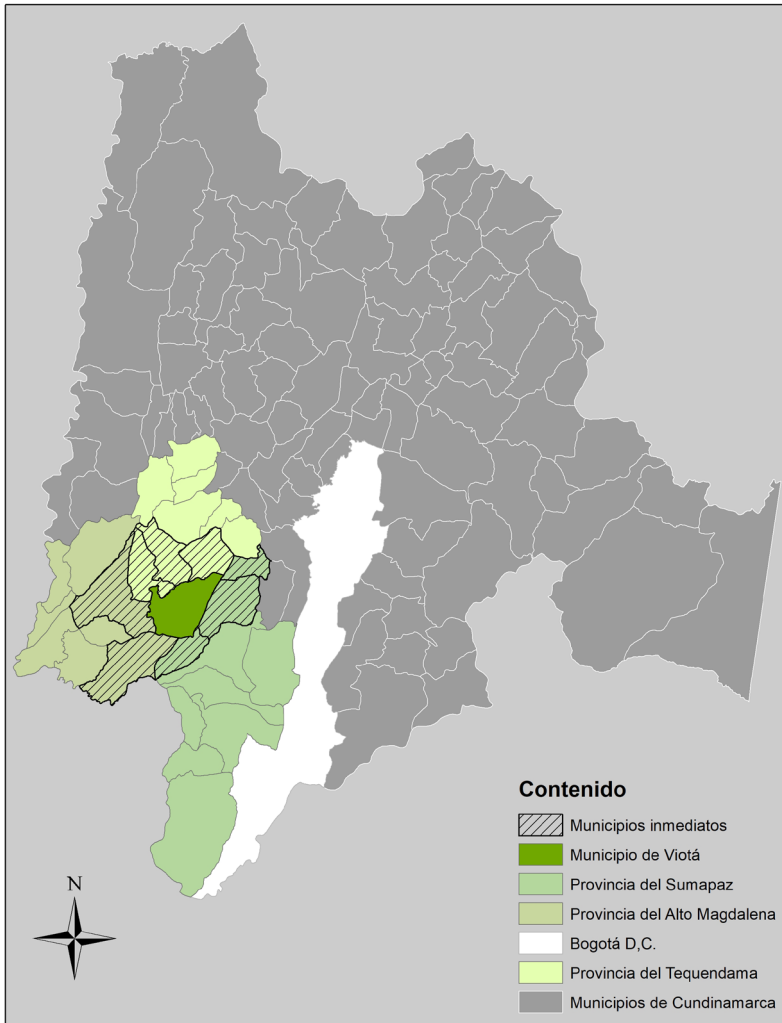 Contenido
Municipios inmediatos
Municipio de Viotá
Provincia del Sumapaz
Provincia del Alto Magdalena
Bogotá D,C.
Provincia del Tequendama
Municipios de Cundinamarca
N